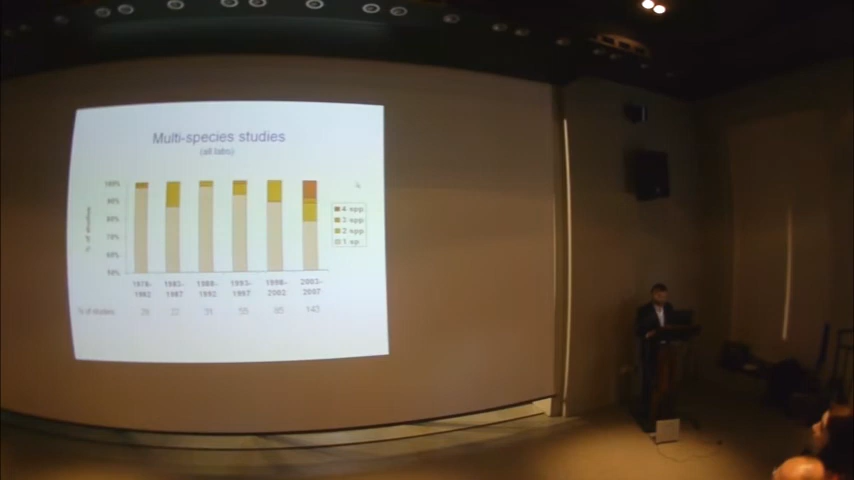 Multi-species studies
(all labs)
100%
90%
80%
70%
60%
50%
% of studies
4 spp
3 spp
2 spp
1 sp
1978-1982
1983-1987
1988-1992
1993-1997
1998-2002
2003-2007
143